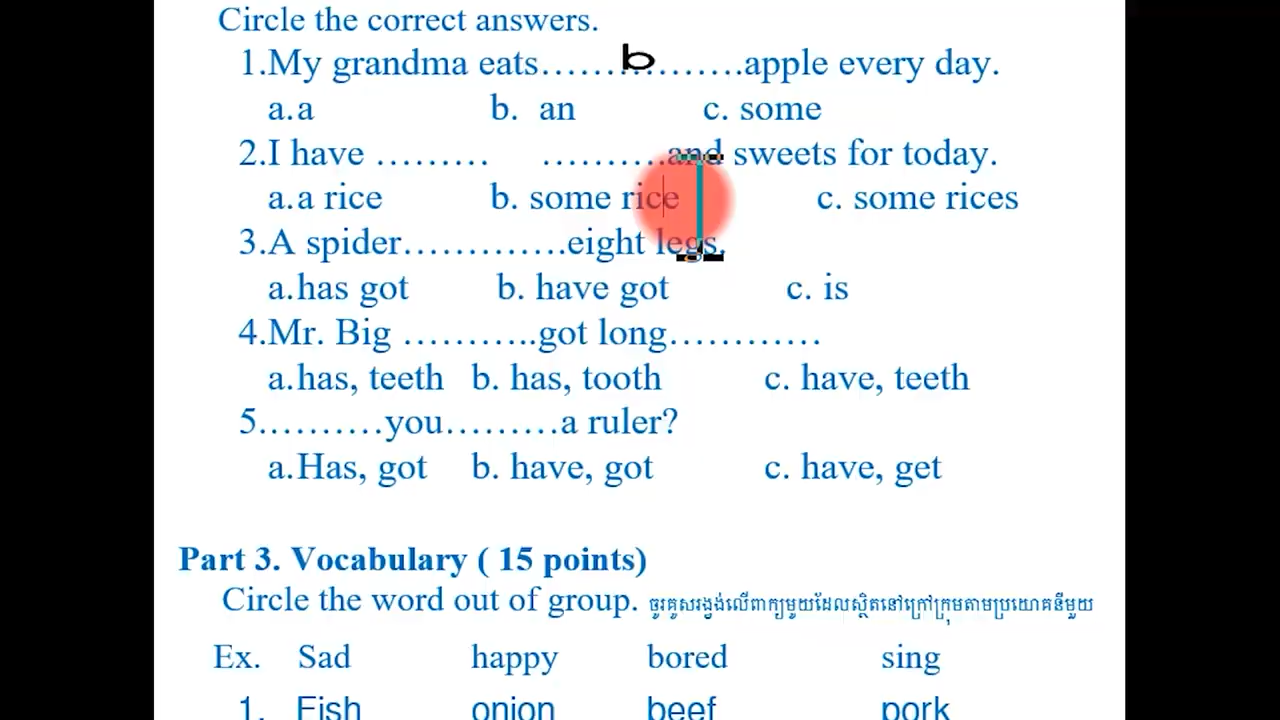 Circle the correct answers.
1.My grandma eats……b…….apple every day.
a.a b. an c. some
2.I have ……… ……….and sweets for today.
a.a rice b. some rice c. some rices
3.A spider………….eight legs.
a.has got b. have got c. is
4.Mr. Big ………..got long…………
a.has, teeth b. has, tooth c. have, teeth
5.………you………a ruler?
a.Has, got b. have, got c. have, get
Part 3. Vocabulary ( 15 points)
Circle the word out of group. ចូរគូសរង្វង់លើពាក្យមួយដែលស្ថិតនៅក្រៅក្រុមតាមប្រយោគនីមួយ
Ex. Sad happy bored sing
1. Fish onion beef pork